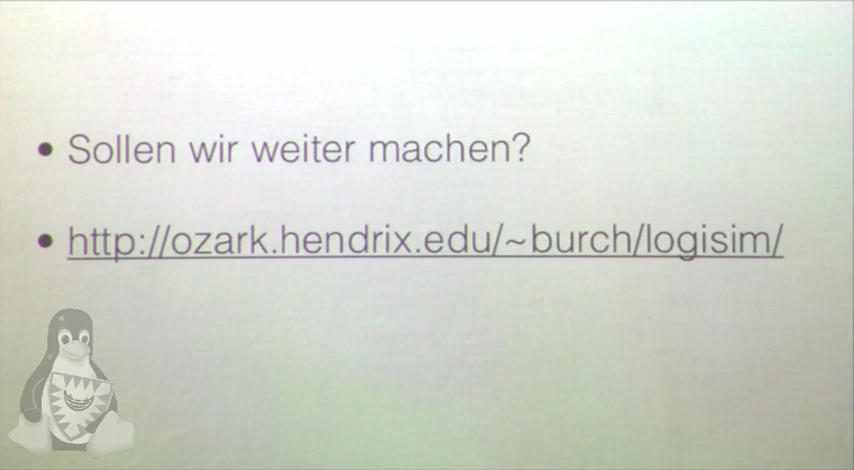 • Sollen wir weiter machen?
• http://ozark.hendrix.edu/~burch/logisim/